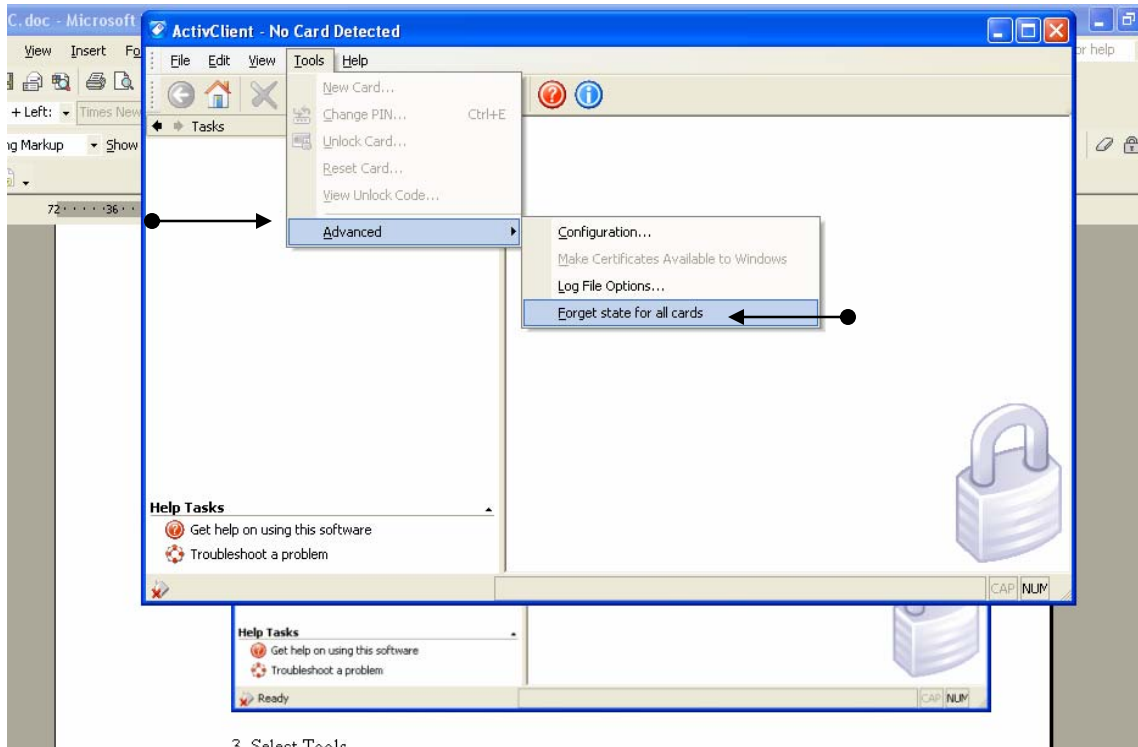 C.doc - Microsoft
ActivClient - No Card Detected
View Insert Fo
File Edit View Tools Help
or help
+ Left: Times New
Tasks
ng Markup Show
72 36
New Card...
Change PIN... Ctrl+E
Unlock Card...
Reset Card...
View Unlock Code...
Advanced
Configuration...
Make Certificates Available to Windows
Log File Options...
Forget state for all cards
Help Tasks
Get help on using this software
Troubleshoot a problem
CAP NUM
Help Tasks
Get help on using this software
Troubleshoot a problem
Ready CAP NUM
3. Select Tools